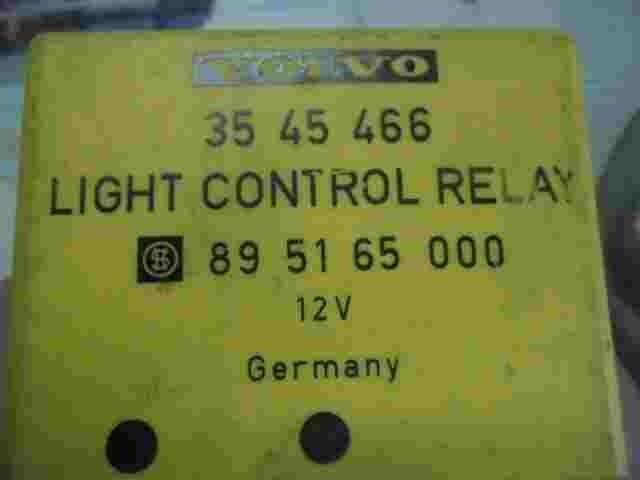 VOLVO
35 45 466
LIGHT CONTROL RELAY
89 51 65 000
12V
Germany